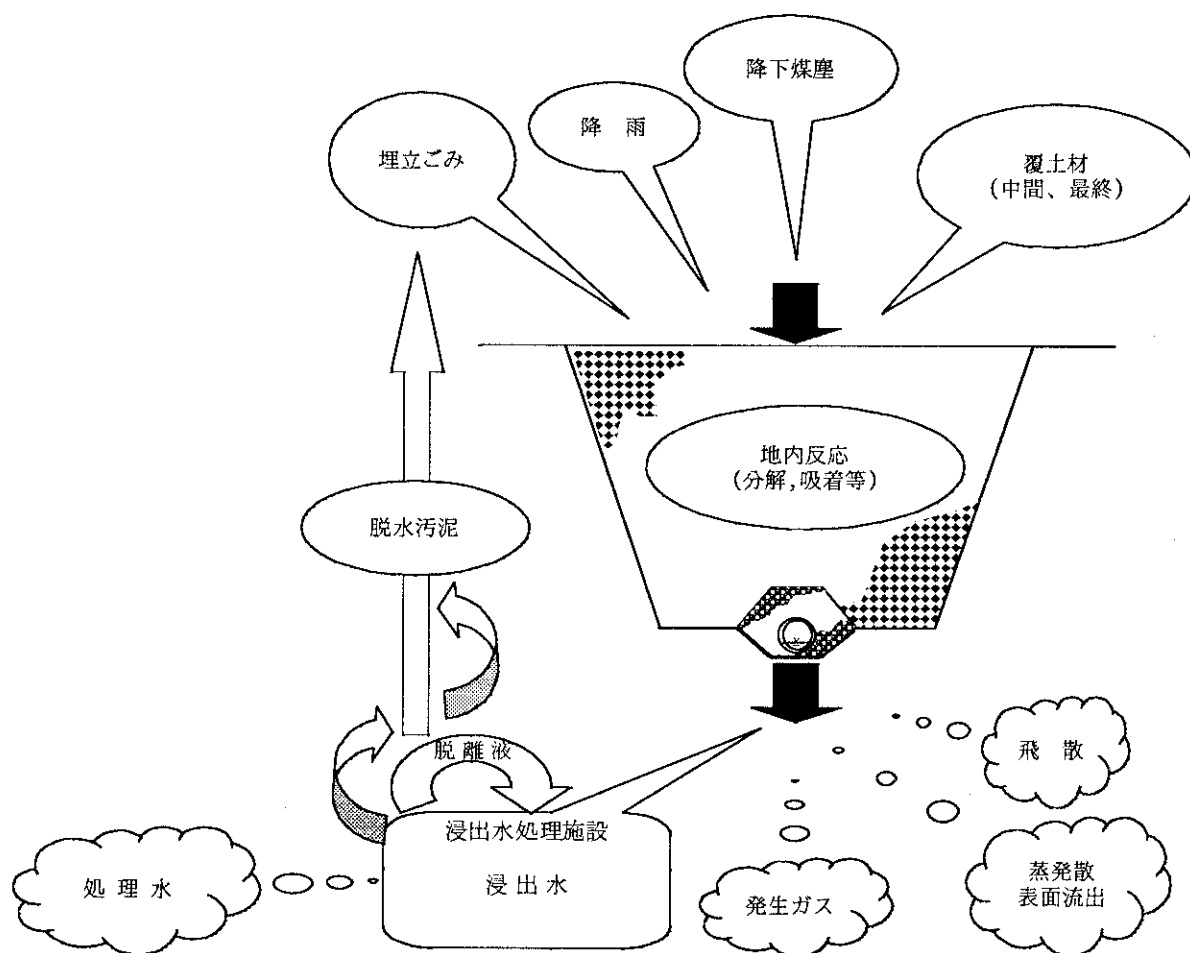 降下煤塵
降　雨
埋立ごみ
覆土材
(中間、最終)
地内反応
(分解,吸着等)
脱水汚泥
脱離液
飛　散
浸出水処理施設
浸 出 水
処 理 水
発生ガス
蒸発散
表面流出